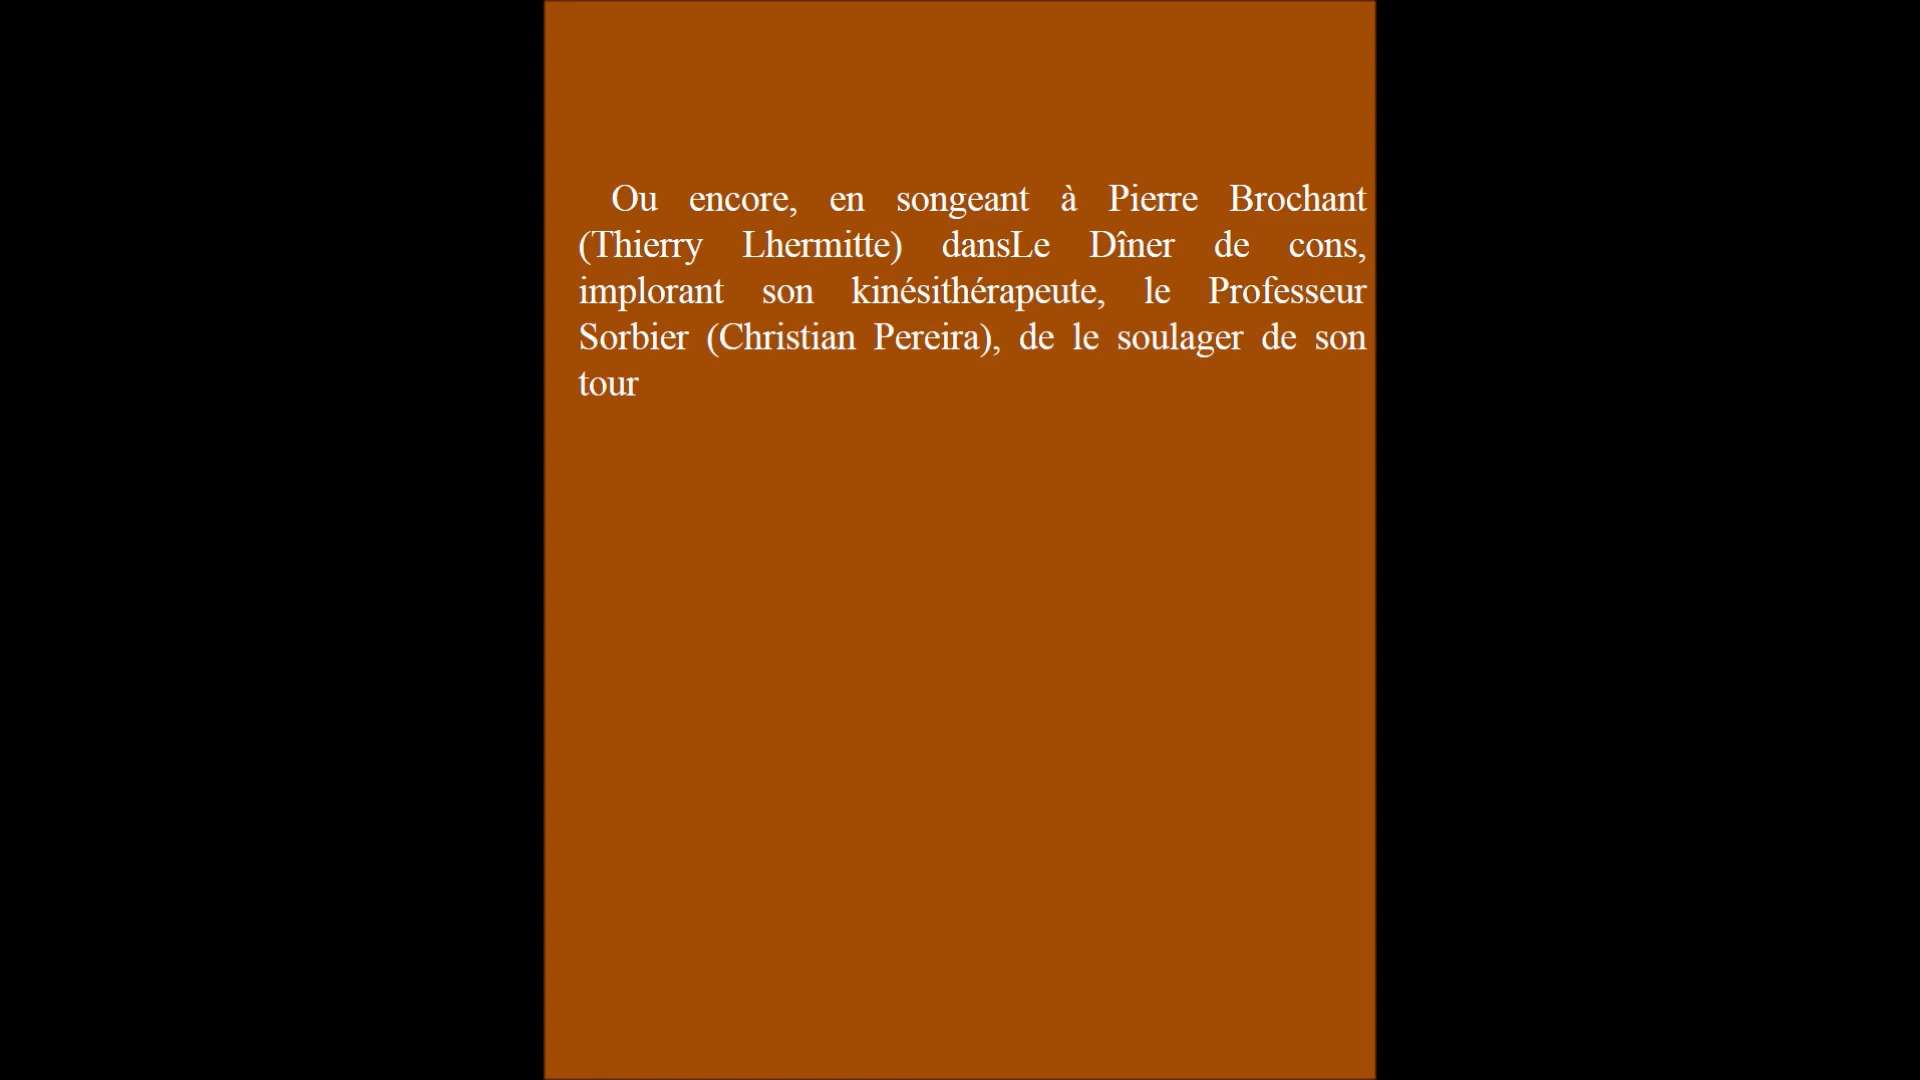 Ou encore, en songeant à Pierre Brochant
(Thierry Lhermitte) dansLe Dîner de cons,
implorant son kinésithérapeute, le Professeur
Sorbier (Christian Pereira), de le soulager de son
tour